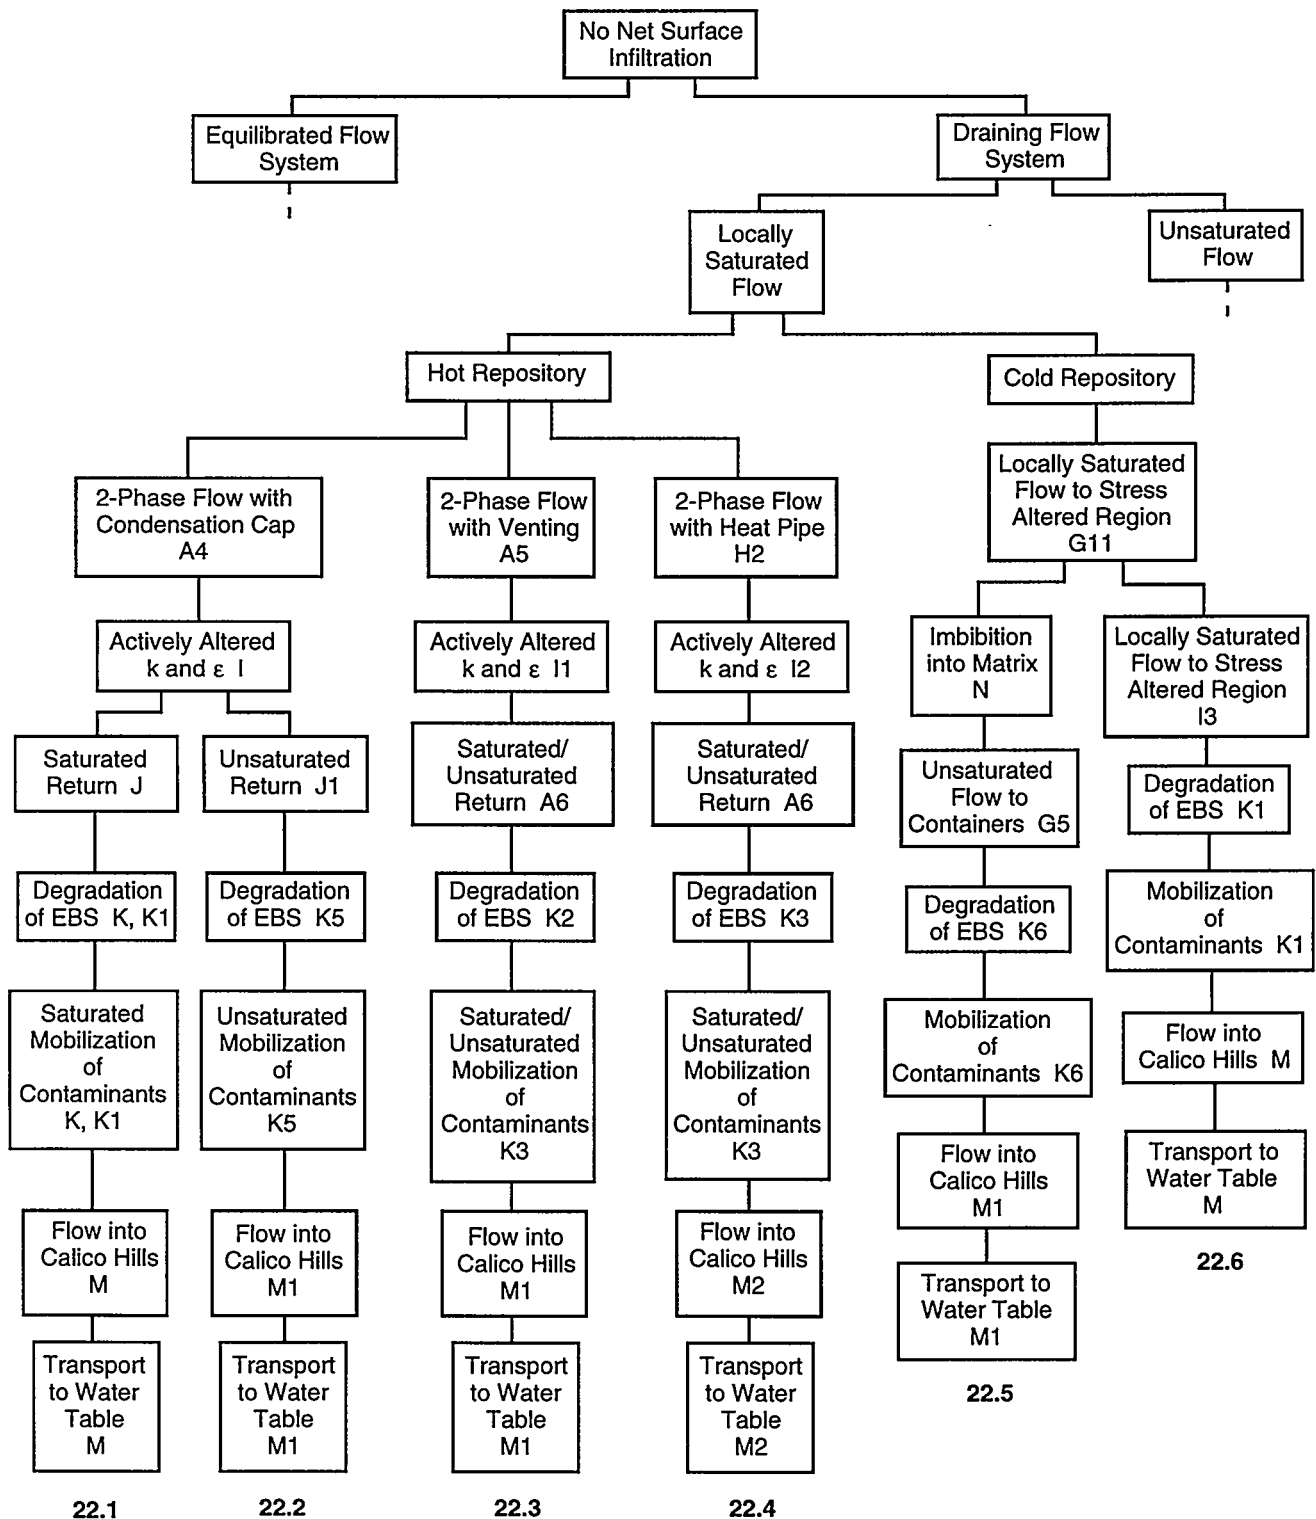 No Net Surface
Infiltration
Equilibrated Flow
System
Draining Flow
System
Locally
Saturated
Flow
Unsaturated
Flow
Hot Repository
Cold Repository
2-Phase Flow with
Condensation Cap
A4
2-Phase Flow
with Venting
A5
2-Phase Flow
with Heat Pipe
H2
Locally Saturated
Flow to Stress
Altered Region
G11
Actively Altered
k and ε I
Actively Altered
k and ε I1
Actively Altered
k and ε I2
Imbibition
into Matrix
N
Locally Saturated
Flow to Stress
Altered Region
I3
Saturated
Return J
Unsaturated
Return J1
Saturated/
Unsaturated
Return A6
Saturated/
Unsaturated
Return A6
Unsaturated
Flow to
Containers G5
Degradation
of EBS K1
Degradation
of EBS K, K1
Degradation
of EBS K5
Degradation
of EBS K2
Degradation
of EBS K3
Degradation
of EBS K6
Mobilization
of
Contaminants K1
Saturated
Mobilization
of
Contaminants
K, K1
Unsaturated
Mobilization
of
Contaminants
K5
Saturated/
Unsaturated
Mobilization
of
Contaminants
K3
Saturated/
Unsaturated
Mobilization
of
Contaminants
K3
Mobilization
of
Contaminants K6
Flow into
Calico Hills M
Flow into
Calico Hills
M
Flow into
Calico Hills
M1
Flow into
Calico Hills
M1
Flow into
Calico Hills
M2
Flow into
Calico Hills
M1
Transport to
Water Table
M
22.6
Transport
to Water
Table
M
Transport
to Water
Table
M1
Transport
to Water
Table
M1
Transport
to Water
Table
M2
Transport to
Water Table
M1
22.5
22.1
22.2
22.3
22.4